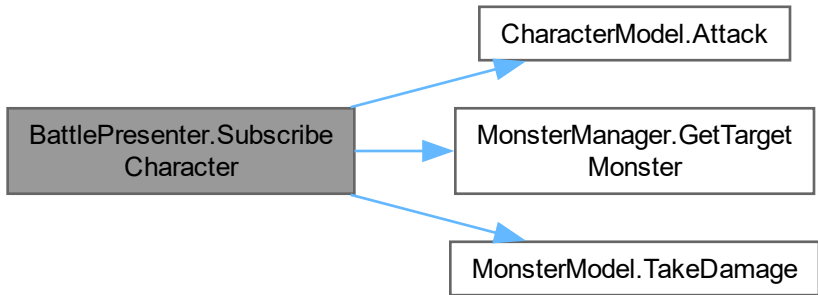 CharacterModel.Attack
BattlePresenter.Subscribe
Character
MonsterManager.GetTarget
Monster
MonsterModel.TakeDamage